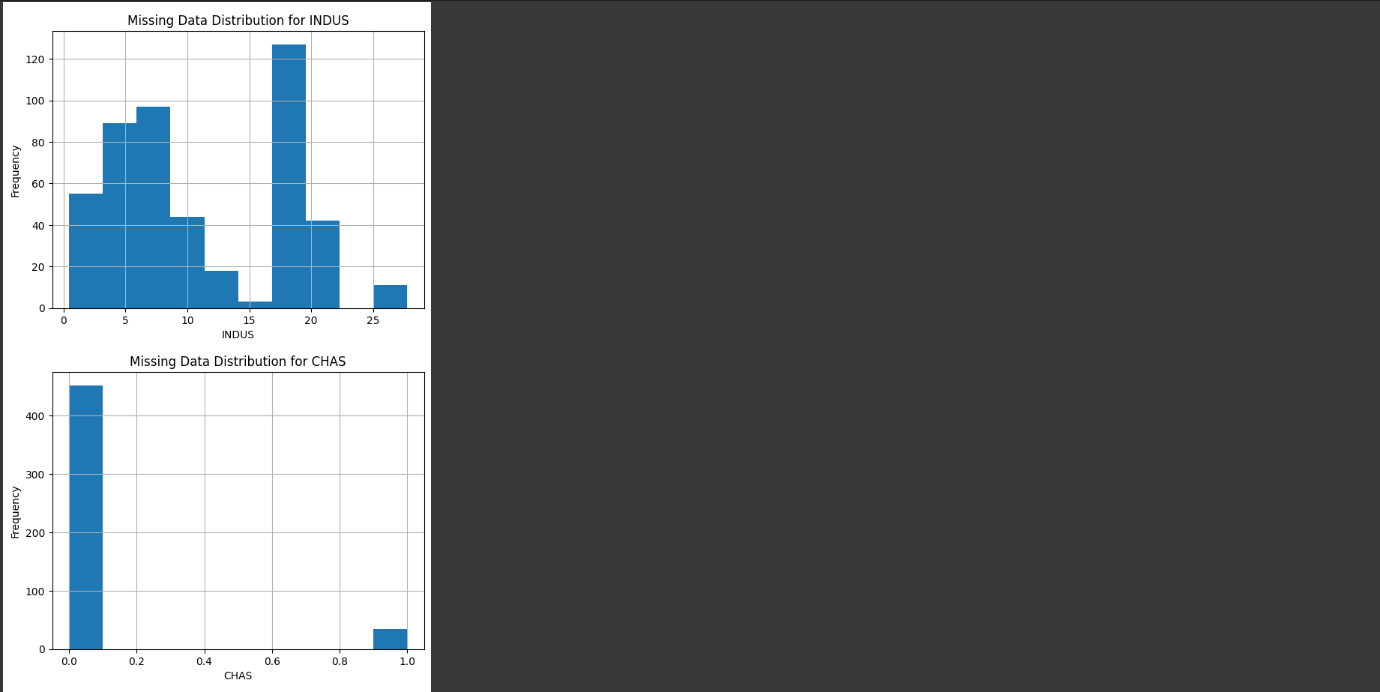 Missing Data Distribution for INDUS
120
100
80
60
40
20
0
Frequency
0 5 10 15 20 25
INDUS
Missing Data Distribution for CHAS
400
300
200
100
0
Frequency
0.0 0.2 0.4 0.6 0.8 1.0
CHAS